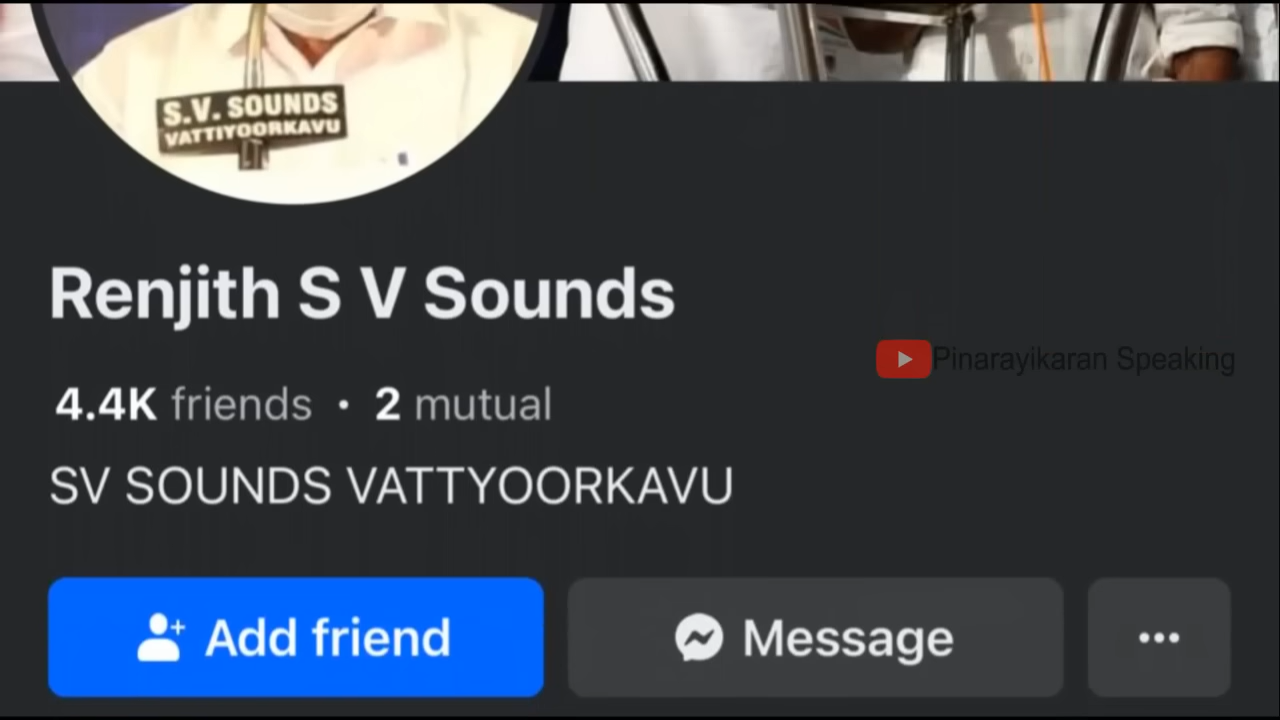 S.V. SOUNDS
VATTIYOORKAVU
Renjith S V Sounds
Pinarayikaran Speaking
4.4K friends · 2 mutual
SV SOUNDS VATTYOORKAVU
Add friend
Message